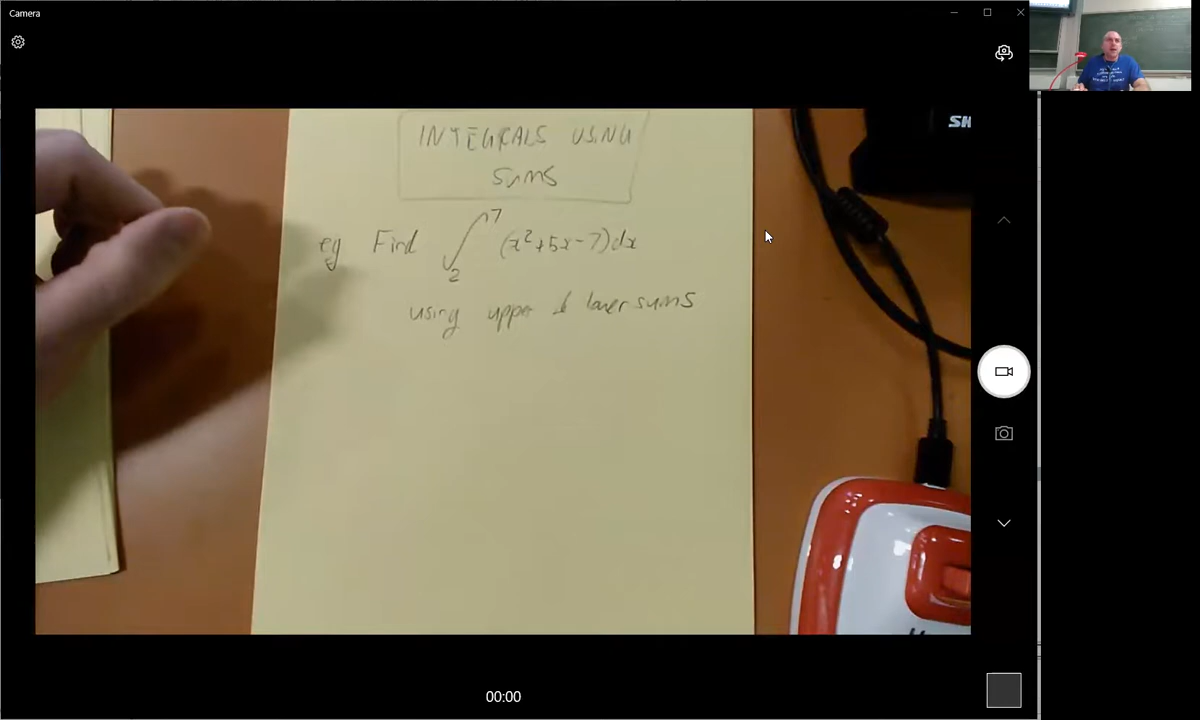 Camera
INTEGRALS USING
SUMS
eg Find ∫₂⁷ (x²+5x-7)dx
using upper & lower sums
00:00